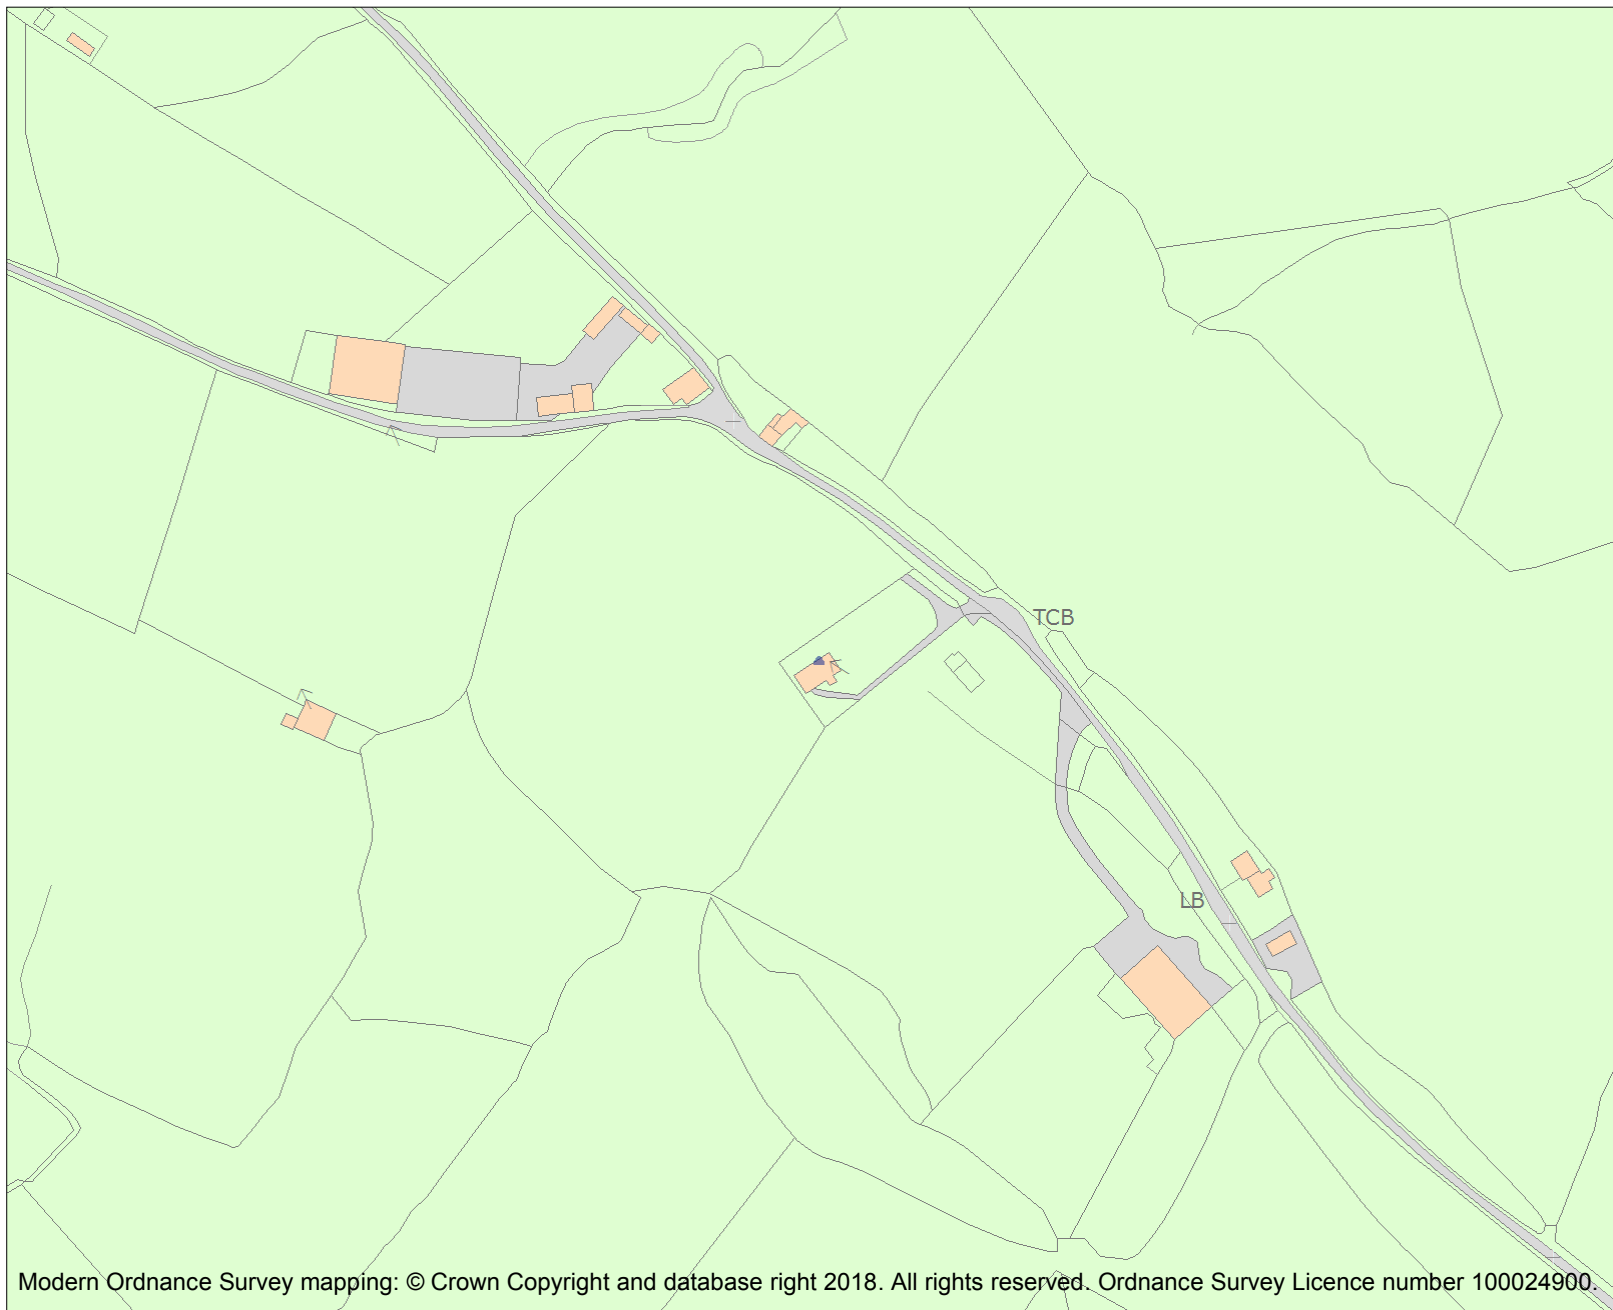 TCB
LB
Modern Ordnance Survey mapping: © Crown Copyright and database right 2018. All rights reserved. Ordnance Survey Licence number 100024900.